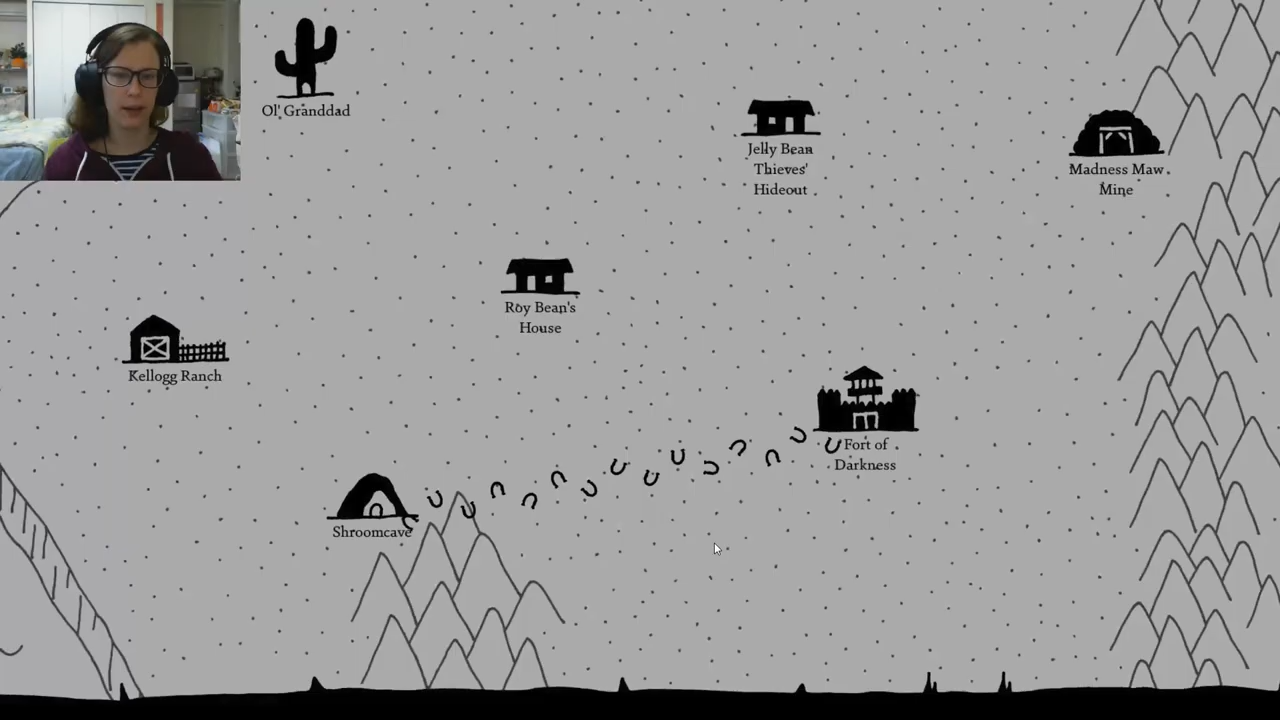 Ol' Granddad
Jelly Bean
Thieves'
Hideout
Madness Maw
Mine
Roy Bean's
House
Kellogg Ranch
Fort of
Darkness
Shroomcave